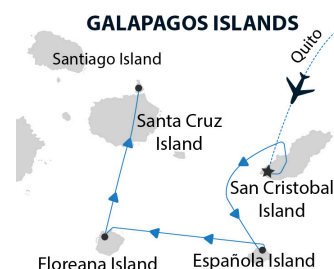 GALAPAGOS ISLANDS
Quito
Santiago Island
Santa Cruz
Island
San Cristobal
Island
Floreana Island
Española Island